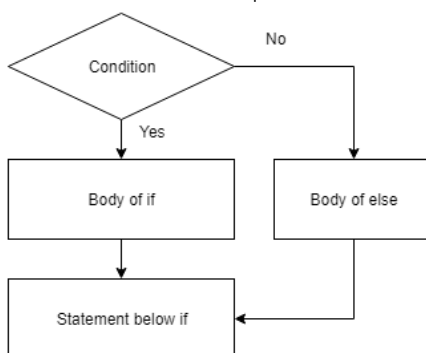 No
Condition
Yes
Body of if
Body of else
Statement below if